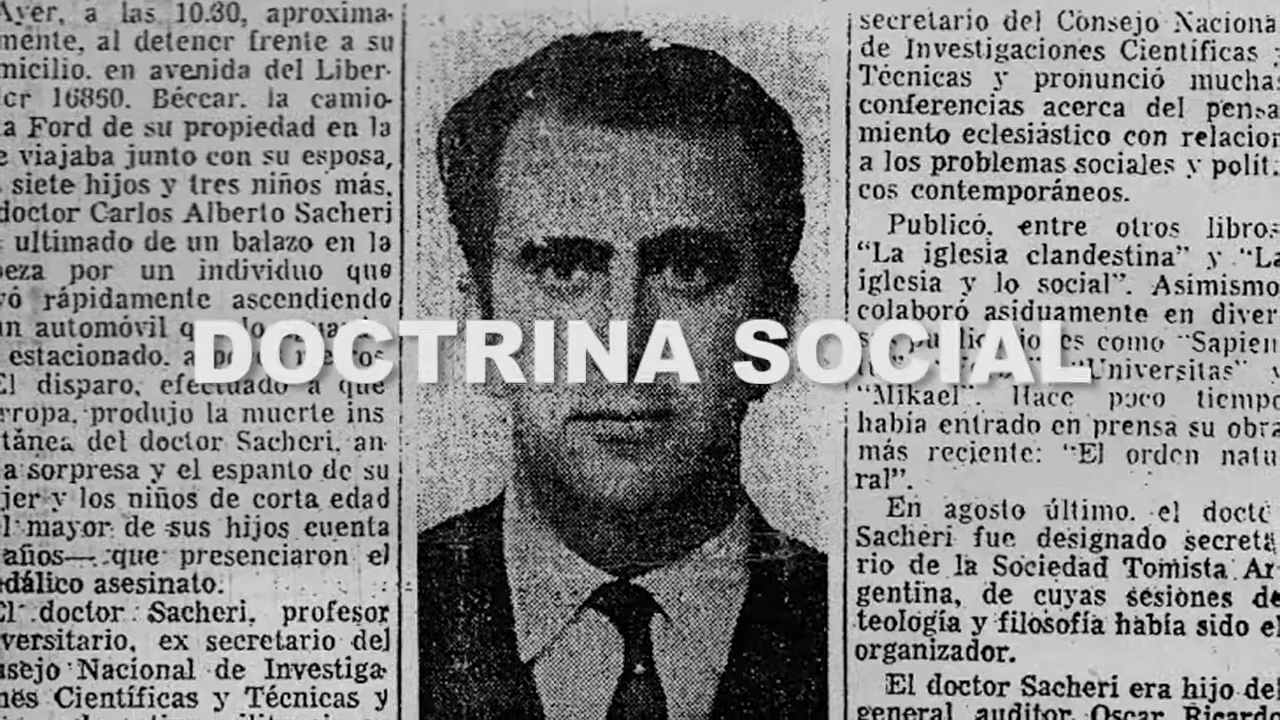 Ayer, a las 10.30, aproxima-
mente, al detener frente a su
micilio. en avenida del Liber-
cr 16850. Béccar. la camio-
a Ford de su propiedad en la
e viajaba junto con su esposa,
siete hijos y tres niños más,
doctor Carlos Alberto Sacheri
ultimado de un balazo en la
beza por un individuo que
yó rápidamente ascendiendo
un automóvil
estacionado.
El disparo, efectuado a que
rropa, produjo la muerte ins
tánea del doctor Sacheri, an-
a sorpresa y el espanto de su
jer y los niños de corta edad
l mayor de sus hijos cuenta
años— que presenciaron el
dálico asesinato.
El doctor Sacheri, profesor
versitario, ex secretario del
nsejo Nacional de Investiga-
nes Científicas y Técnicas y
DOCTRINA SOCIAL
secretario del Consejo Naciona
de Investigaciones Científicas y
Técnicas y pronunció mucha
conferencias acerca del pensa
miento eclesiástico con relacion
a los problemas sociales y polít.
cos contemporáneos.
Publicó, entre otros libros
“La iglesia clandestina” y “La
iglesia y lo social”. Asimismo
colaboró asiduamente en diver
como “Sapien
“Universitas” y
“Mikael”. Hace poco tiempo
había entrado en prensa su obra
más reciente: “El orden natu
ral”.
En agosto último. el docto
Sacheri fue designado secreta
rio de la Sociedad Tomista Ar
gentina, de cuyas sesiones de
teología y filosofía había sido el
organizador.
El doctor Sacheri era hijo del
general auditor Oscar Ricardo